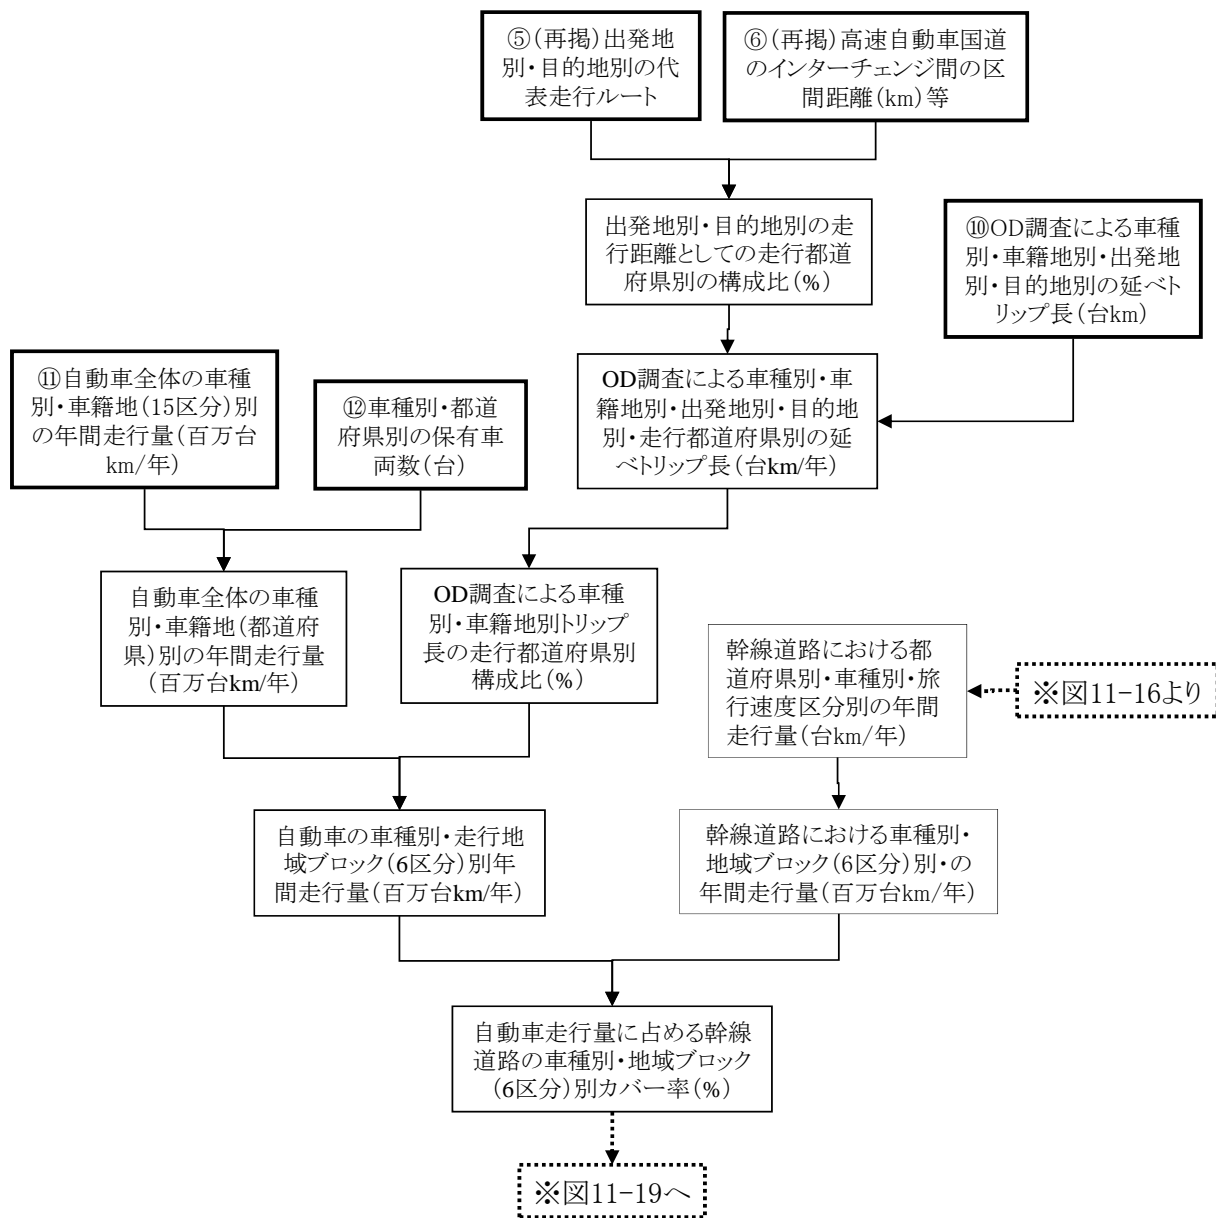 ⑤(再掲)出発地
別・目的地別の代
表走行ルート
⑥(再掲)高速自動車国道
のインターチェンジ間の区
間距離(km)等
出発地別・目的地別の走
行距離としての走行都道
府県別の構成比(%)
⑩OD調査による車種
別・車籍地別・出発地
別・目的地別の延べト
リップ長(台km)
⑪自動車全体の車種
別・車籍地(15区分)別
の年間走行量(百万台
km/年)
⑫車種別・都道
府県別の保有車
両数(台)
OD調査による車種別・車
籍地別・出発地別・目的地
別・走行都道府県別の延
べトリップ長(台km/年)
自動車全体の車種
別・車籍地(都道府
県)別の年間走行量
(百万台km/年)
OD調査による車種
別・車籍地別トリップ
長の走行都道府県別
構成比(%)
幹線道路における都
道府県別・車種別・旅
行速度区分別の年間
走行量(台km/年)
※図11-16より
自動車の車種別・走行地
域ブロック(6区分)別年
間走行量(百万台km/年)
幹線道路における車種別・
地域ブロック(6区分)別・の
年間走行量(百万台km/年)
自動車走行量に占める幹線
道路の車種別・地域ブロック
(6区分)別カバー率(%)
※図11-19へ